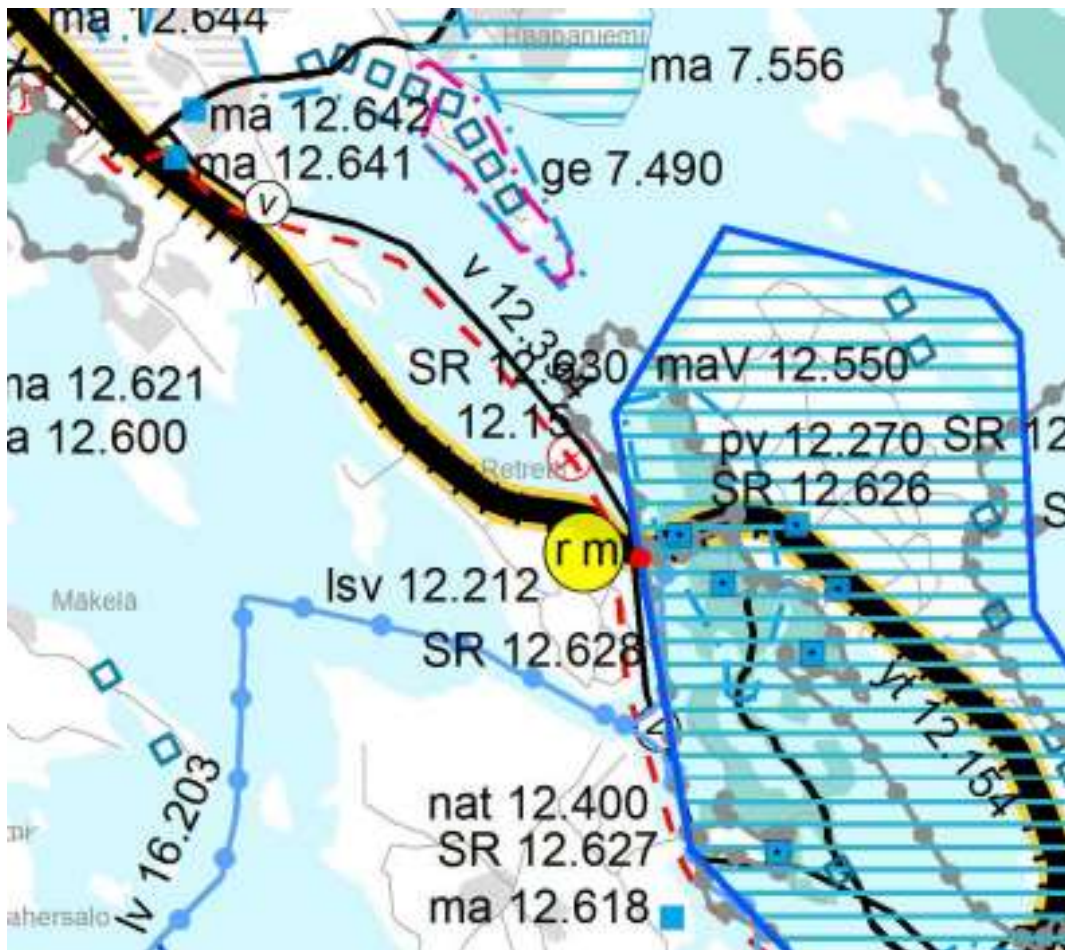 ma 12.644
Haapaniemi
ma 7.556
ma 12.642
ma 12.641
ge 7.490
v
SR 12.630
maV 12.550
ma 12.621
12.600
12.15
pv 12.270
SR 12
Retretti
SR 12.626
r m
lsv 12.212
Mäkelä
SR 12.628
v
yt 12.154
lv 16.203
nat 12.400
SR 12.627
ma 12.618
ahersalo